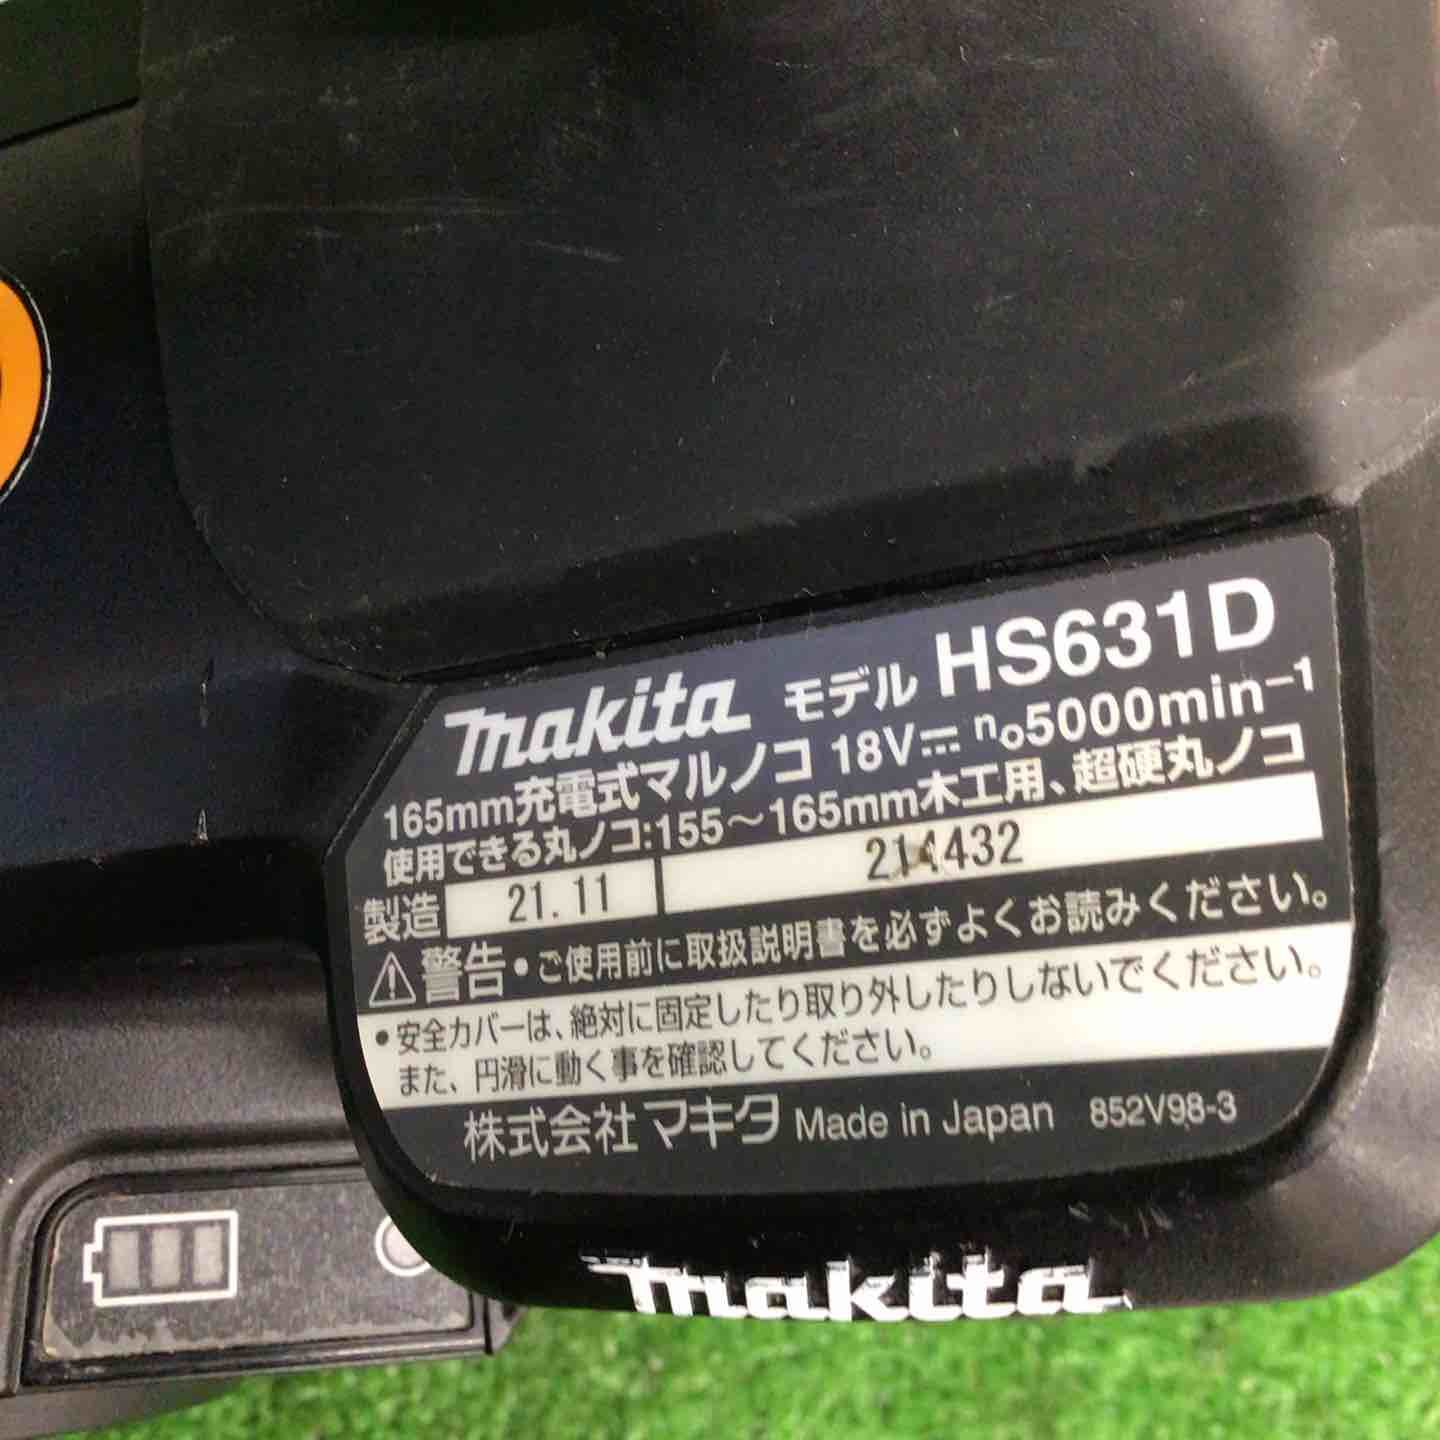 makita モデル HS631D
165mm充電式マルノコ 18V⎓ n₀5000min⁻¹
使用できる丸ノコ:155～165mm木工用、超硬丸ノコ
製造 21.11 214432
⚠警告・ご使用前に取扱説明書を必ずよくお読みください。
・安全カバーは、絶対に固定したり取り外したりしないでください。
また、円滑に動く事を確認してください。
株式会社マキタ Made in Japan 852V98-3
makita